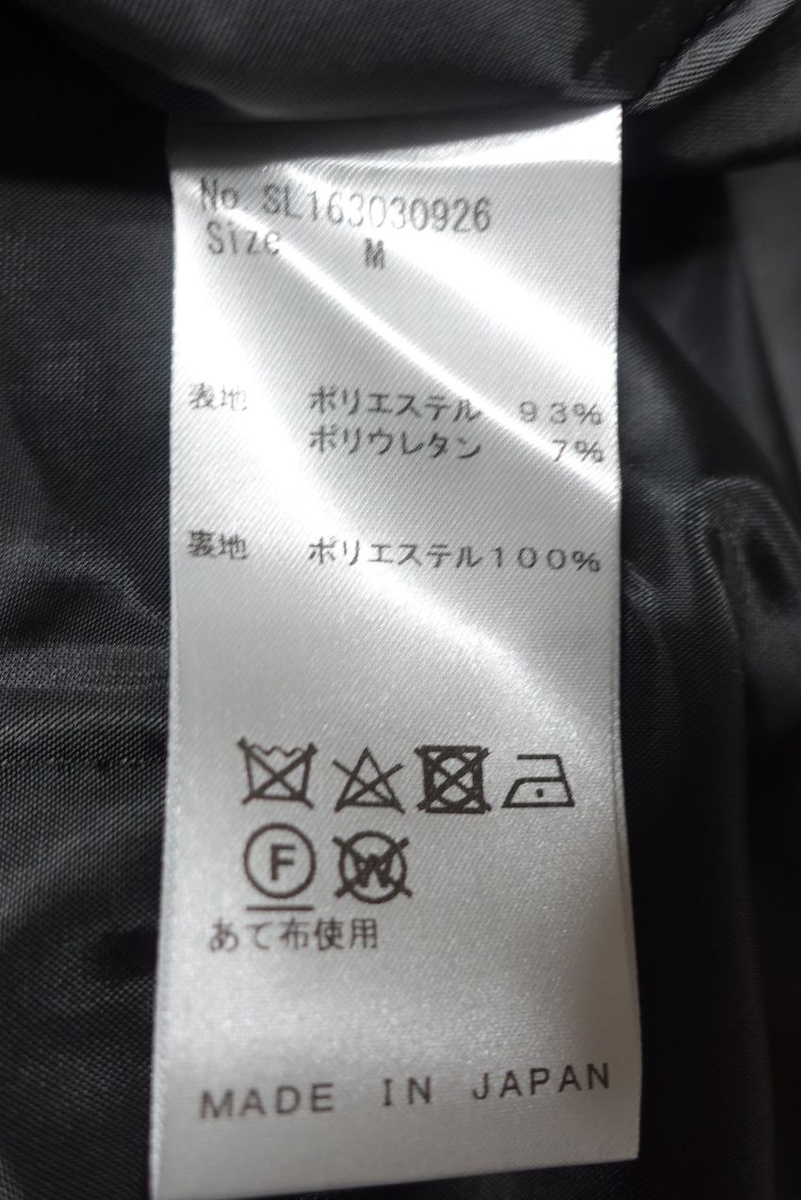 No SL163030926
Size M
表地 ポリエステル 93%
ポリウレタン 7%
裏地 ポリエステル100%
F W
あて布使用
MADE IN JAPAN